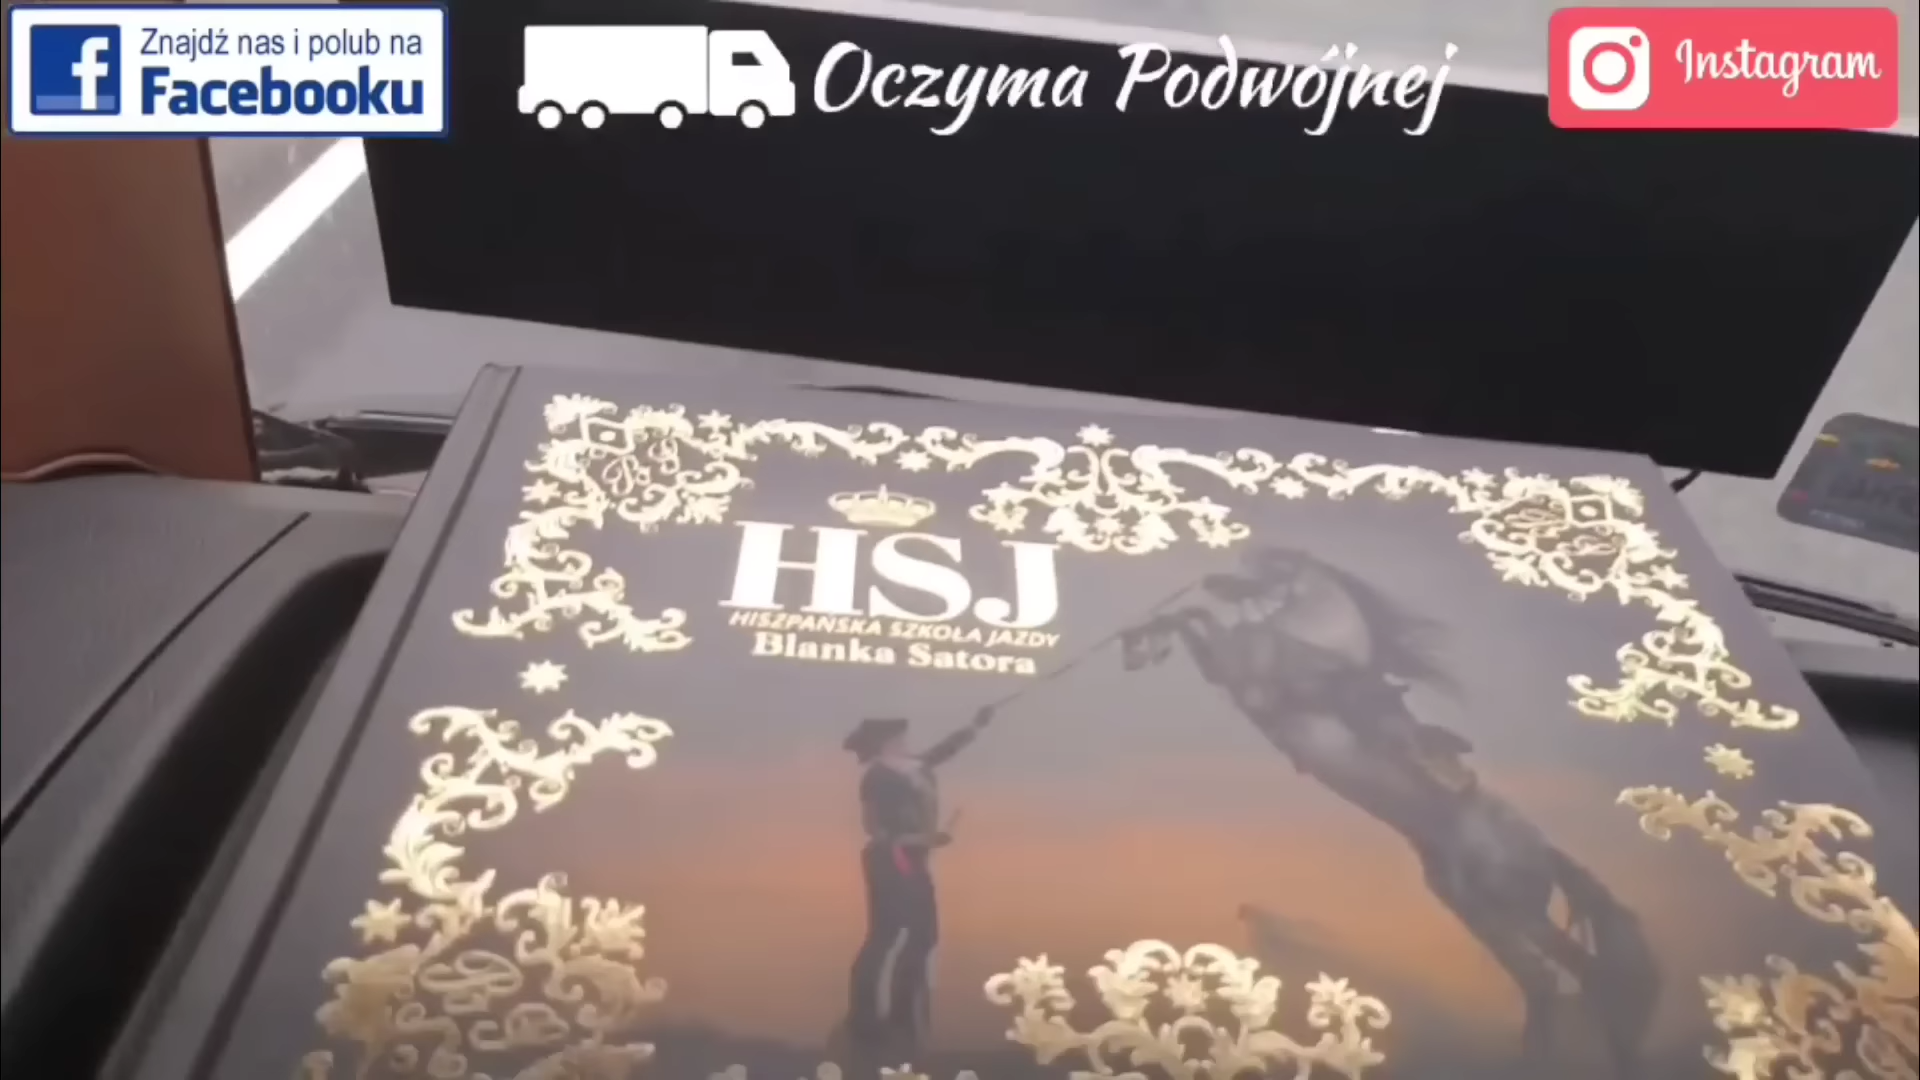 Znajdź nas i polub na
Facebooku
Oczyma Podwójnej
Instagram
HSJ
HISZPAŃSKA SZKOŁA JAZDY
Blanka Satora